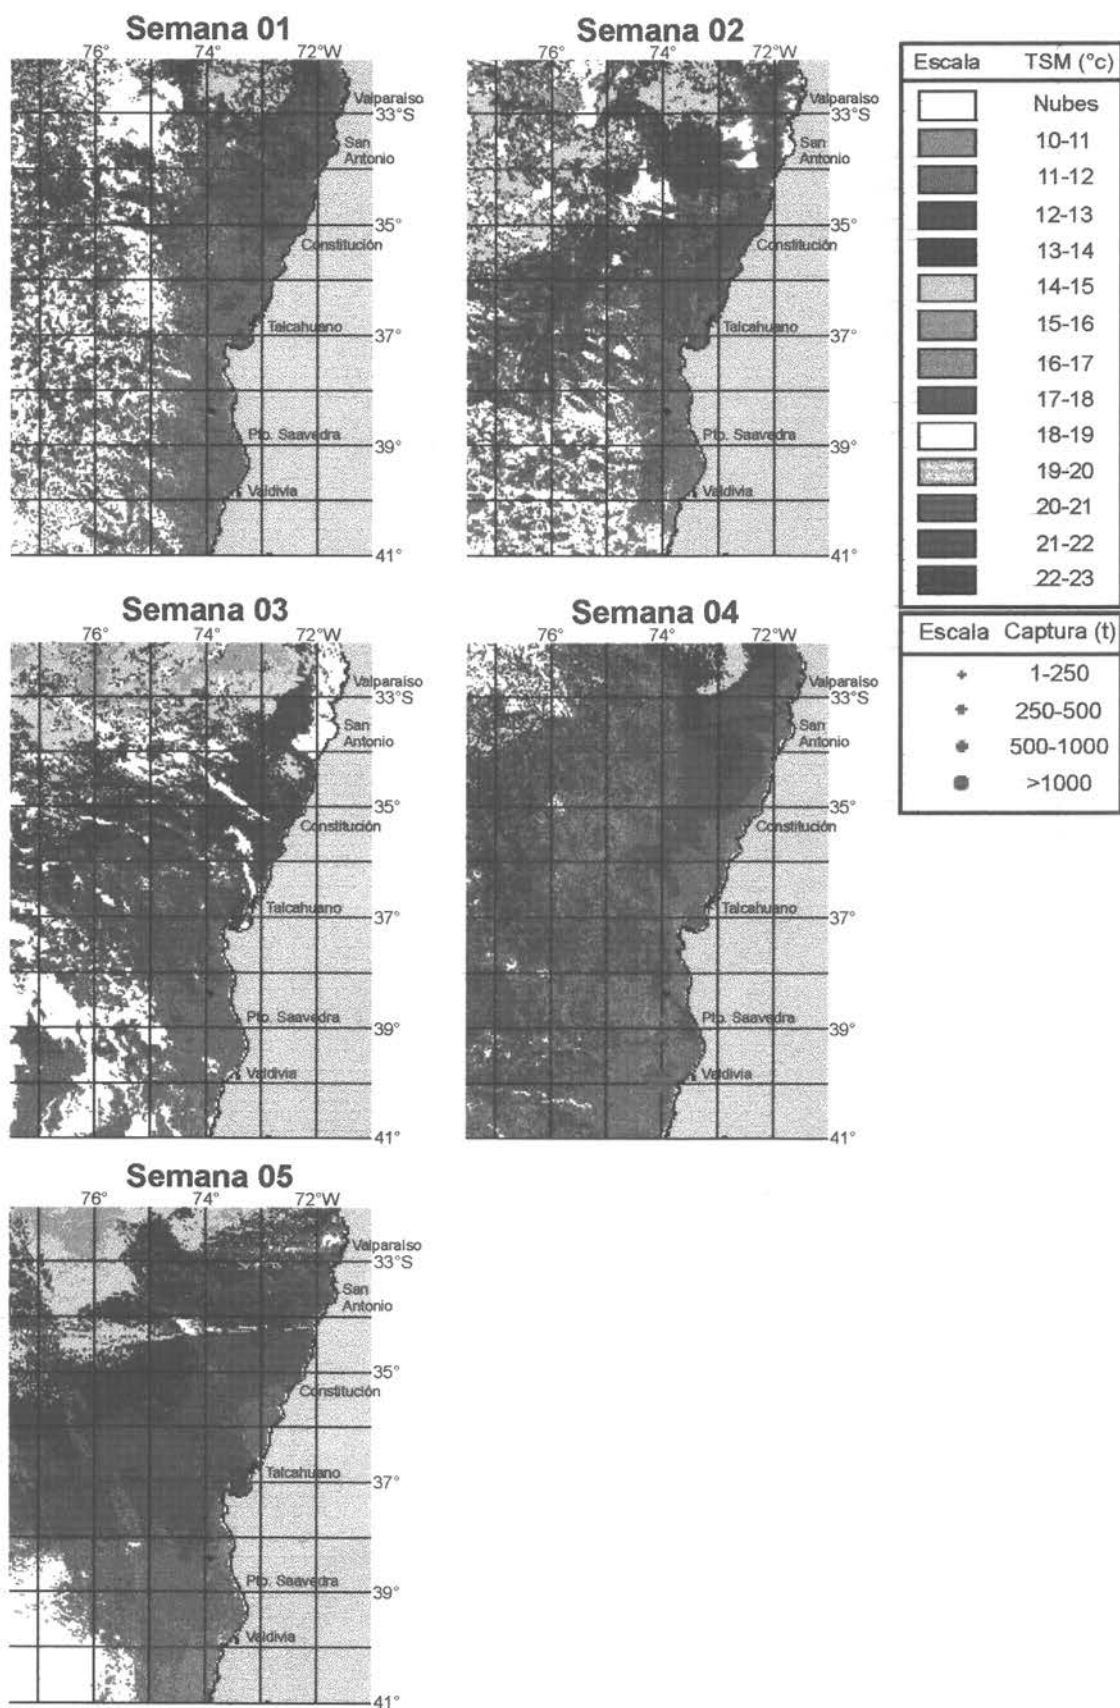 Semana 01
76° 74° 72°W
Valparaiso
33°S
San
Antonio
35°
Constitución
Talcahuano
37°
Pto. Saavedra
39°
Valdivia
41°
Semana 02
76° 74° 72°W
Valparaiso
33°S
San
Antonio
35°
Constitución
Talcahuano
37°
Pto. Saavedra
39°
Valdivia
41°
Escala TSM (°c)
Nubes
10-11
11-12
12-13
13-14
14-15
15-16
16-17
17-18
18-19
19-20
20-21
21-22
22-23
Escala Captura (t)
1-250
250-500
500-1000
>1000
Semana 03
76° 74° 72°W
Valparaiso
33°S
San
Antonio
35°
Constitución
Talcahuano
37°
Pto. Saavedra
39°
Valdivia
41°
Semana 04
76° 74° 72°W
Valparaiso
33°S
San
Antonio
35°
Constitución
Talcahuano
37°
Pto. Saavedra
39°
Valdivia
41°
Semana 05
76° 74° 72°W
Valparaiso
33°S
San
Antonio
35°
Constitución
Talcahuano
37°
Pto. Saavedra
39°
Valdivia
41°